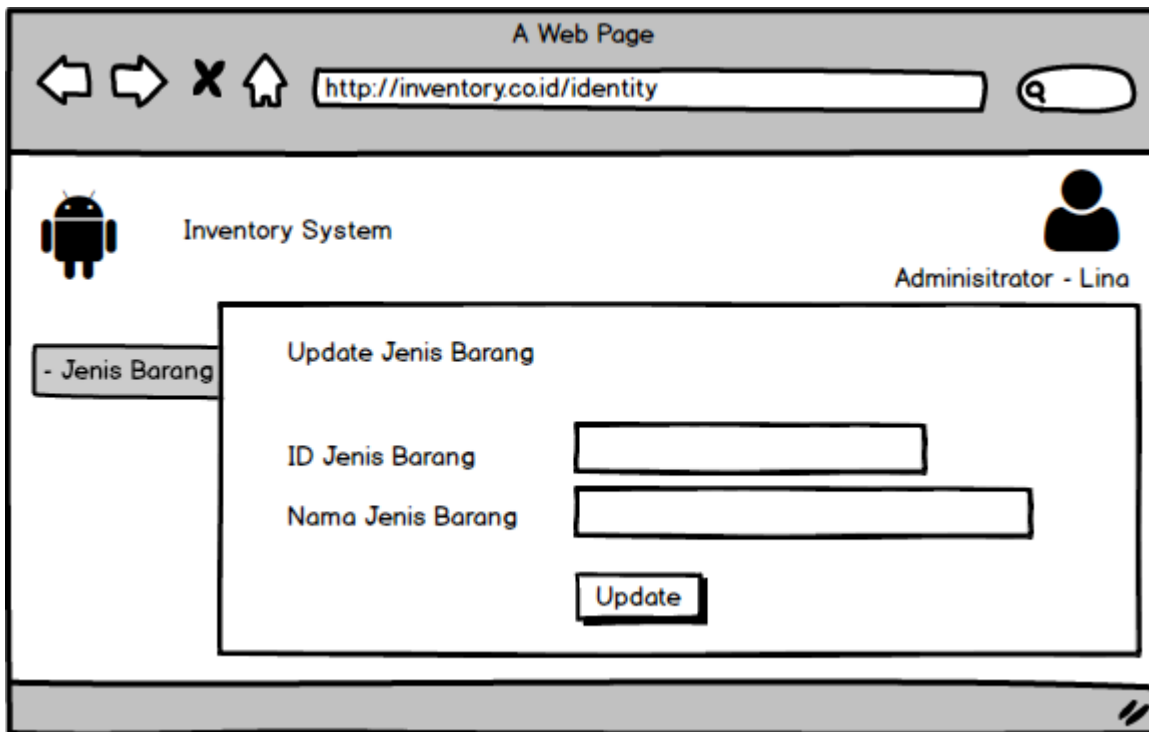 A Web Page
http://inventory.co.id/identity
Inventory System
Adminisitrator - Lina
- Jenis Barang
Update Jenis Barang
ID Jenis Barang
Nama Jenis Barang
Update